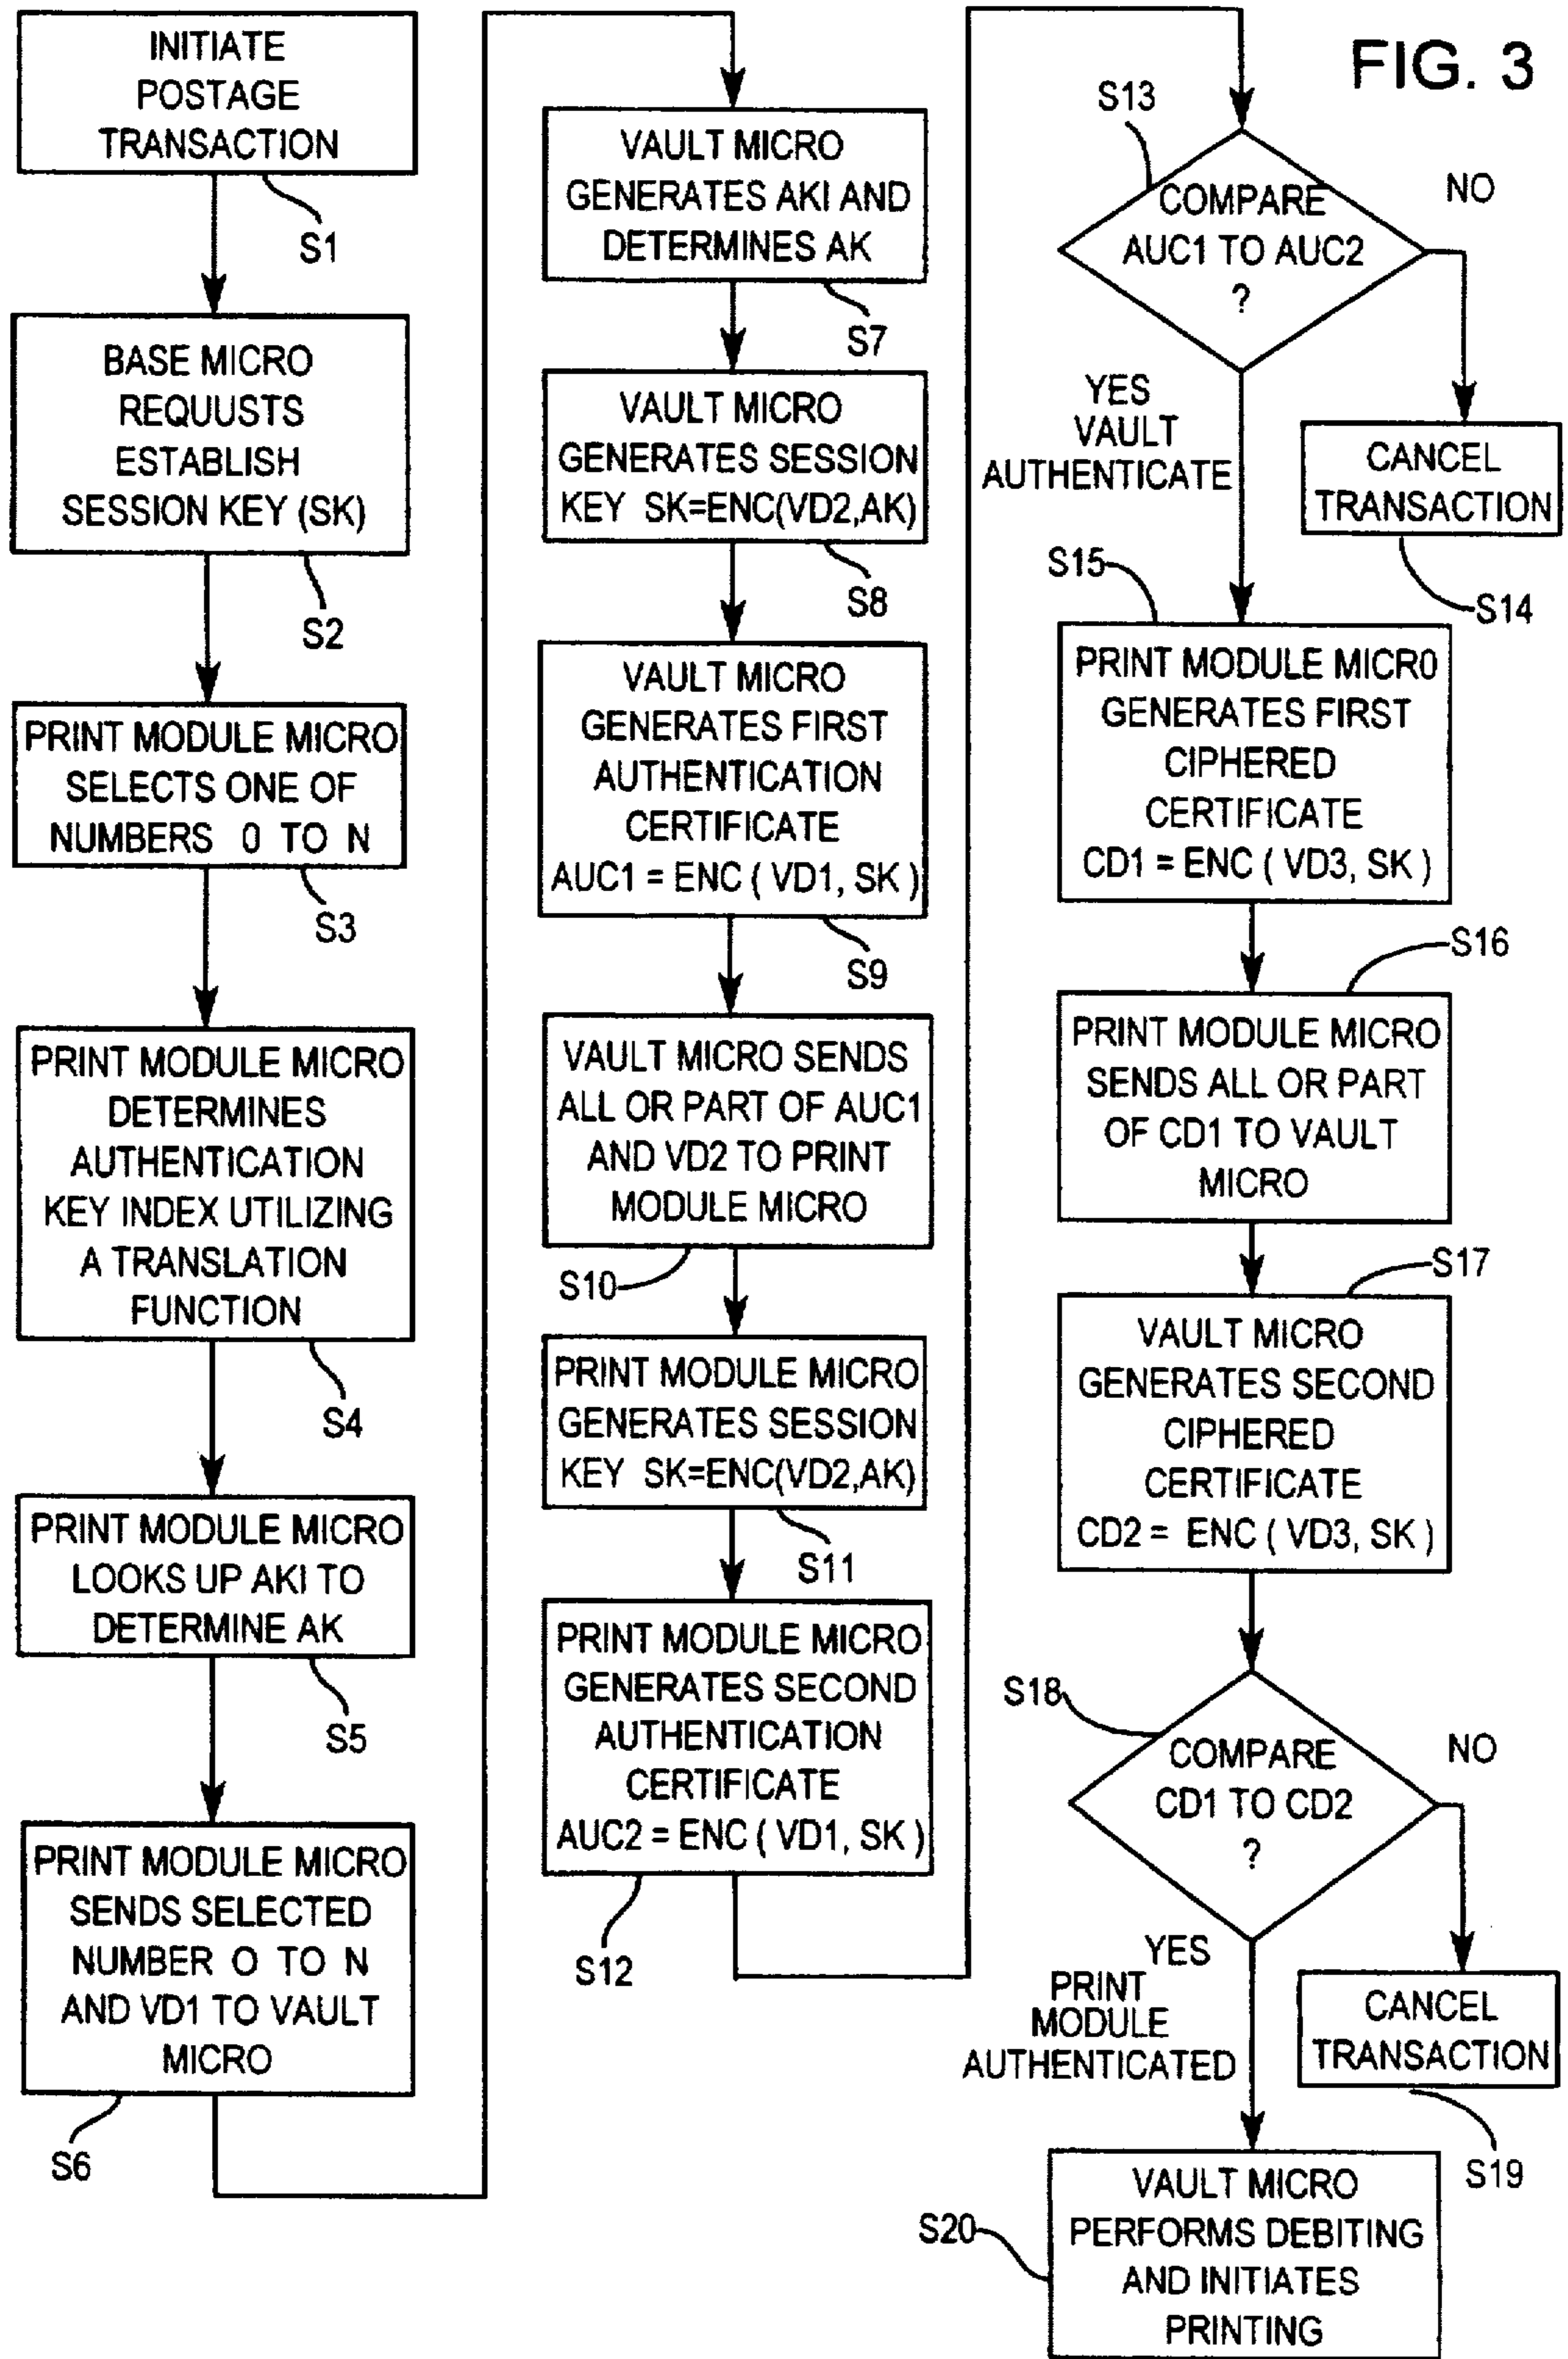 FIG. 3
INITIATE
POSTAGE
TRANSACTION
S1
BASE MICRO
REQUUSTS
ESTABLISH
SESSION KEY (SK)
S2
PRINT MODULE MICRO
SELECTS ONE OF
NUMBERS 0 TO N
S3
PRINT MODULE MICRO
DETERMINES
AUTHENTICATION
KEY INDEX UTILIZING
A TRANSLATION
FUNCTION
S4
PRINT MODULE MICRO
LOOKS UP AKI TO
DETERMINE AK
S5
PRINT MODULE MICRO
SENDS SELECTED
NUMBER O TO N
AND VD1 TO VAULT
MICRO
S6
VAULT MICRO
GENERATES AKI AND
DETERMINES AK
S7
VAULT MICRO
GENERATES SESSION
KEY SK=ENC(VD2,AK)
S8
VAULT MICRO
GENERATES FIRST
AUTHENTICATION
CERTIFICATE
AUC1 = ENC ( VD1, SK )
S9
VAULT MICRO SENDS
ALL OR PART OF AUC1
AND VD2 TO PRINT
MODULE MICRO
S10
PRINT MODULE MICRO
GENERATES SESSION
KEY SK=ENC(VD2,AK)
S11
PRINT MODULE MICRO
GENERATES SECOND
AUTHENTICATION
CERTIFICATE
AUC2 = ENC ( VD1, SK )
S12
S13
COMPARE
AUC1 TO AUC2
?
NO
YES
VAULT
AUTHENTICATE
CANCEL
TRANSACTION
S14
S15
PRINT MODULE MICRO
GENERATES FIRST
CIPHERED
CERTIFICATE
CD1 = ENC ( VD3, SK )
S16
PRINT MODULE MICRO
SENDS ALL OR PART
OF CD1 TO VAULT
MICRO
S17
VAULT MICRO
GENERATES SECOND
CIPHERED
CERTIFICATE
CD2 = ENC ( VD3, SK )
S18
COMPARE
CD1 TO CD2
?
NO
YES
PRINT
MODULE
AUTHENTICATED
CANCEL
TRANSACTION
S19
S20
VAULT MICRO
PERFORMS DEBITING
AND INITIATES
PRINTING